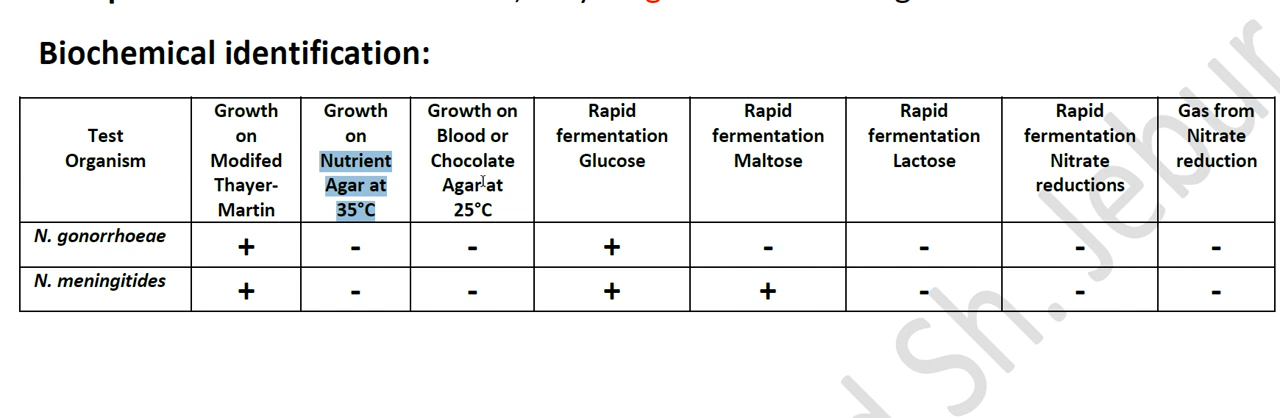 Biochemical identification:
Test Organism | Growth on Modifed Thayer-Martin | Growth on Nutrient Agar at 35°C | Growth on Blood or Chocolate Agar at 25°C | Rapid fermentation Glucose | Rapid fermentation Maltose | Rapid fermentation Lactose | Rapid fermentation Nitrate reductions | Gas from Nitrate reduction
N. gonorrhoeae | + | - | - | + | - | - | - | -
N. meningitides | + | - | - | + | + | - | - | -
Sh. Jebur